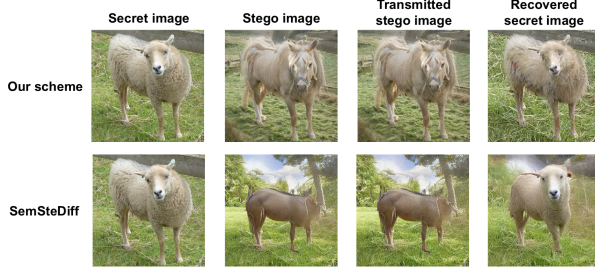 Secret image
Stego image
Transmitted
stego image
Recovered
secret image
Our scheme
SemSteDiff